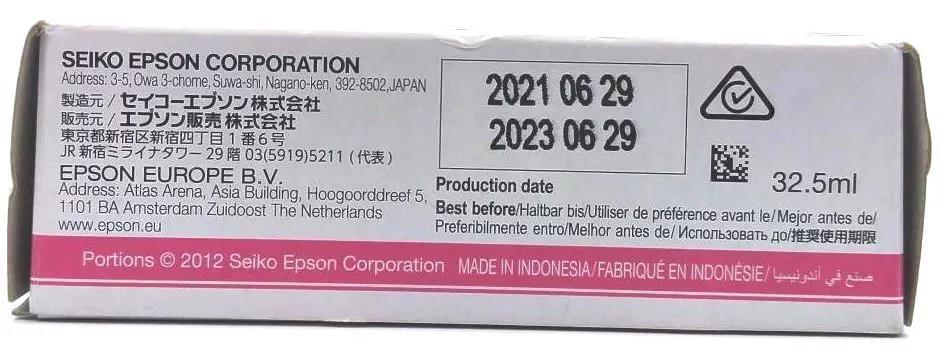 SEIKO EPSON CORPORATION
Address: 3-5, Owa 3-chome, Suwa-shi, Nagano-ken, 392-8502, JAPAN
製造元 / セイコーエプソン株式会社
販売元 / エプソン販売 株式会社
東京都新宿区新宿四丁目1番6号
JR新宿ミライナタワー 29階 03(5919)5211 (代表)
EPSON EUROPE B.V.
Address: Atlas Arena, Asia Building, Hoogoorddreef 5,
1101 BA Amsterdam Zuidoost The Netherlands
www.epson.eu
2021 06 29
2023 06 29
32.5ml
Production date
Best before/Haltbar bis/Utiliser de préférence avant le/Mejor antes de/
Preferibilmente entro/Melhor antes de/ Использовать до/推奨使用期限
Portions © 2012 Seiko Epson Corporation MADE IN INDONESIA/FABRIQUÉ EN INDONÉSIE/ صنع في أندونيسيا